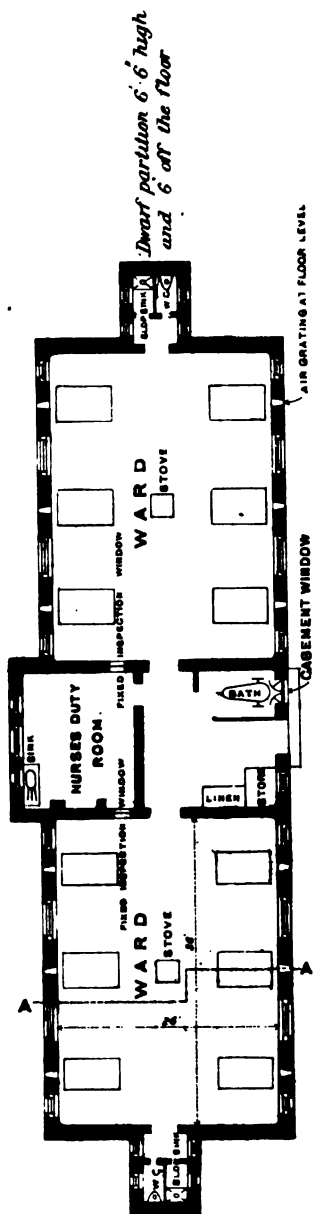 Dwarf partition 6'.6" high
and 6" off the floor
SLOP SINK
W.C.
AIR GRATING AT FLOOR LEVEL
WARD
STOVE
FIXED INSPECTION WINDOW
CASEMENT WINDOW
BATH
SINK
NURSES DUTY
ROOM.
LINEN
STORE
FIXED INSPECTION WINDOW
WARD
STOVE
A
A
W.C.
SLOP SINK